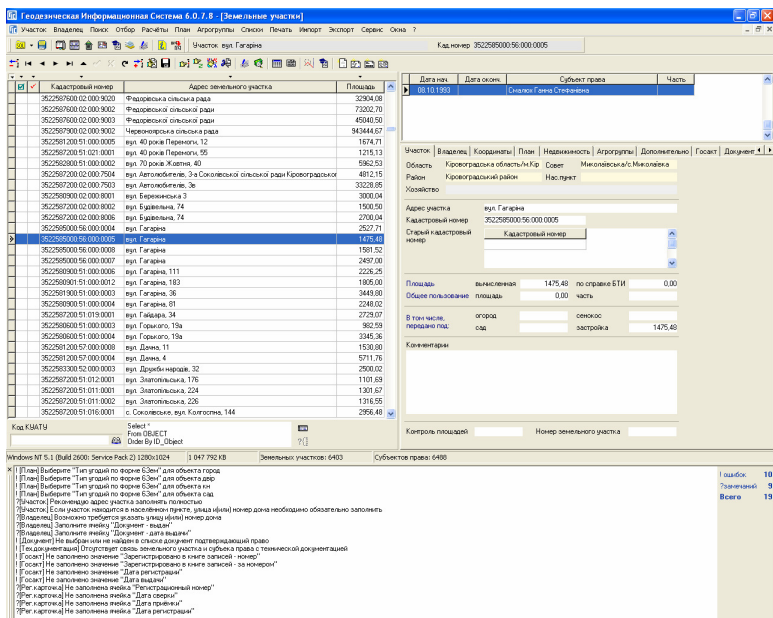 Геодезическая Информационная Система 6.0.7.8 - [Земельные участки]
Участок Владелец Поиск Отбор Расчёты План Агрогруппы Списки Печать Импорт Экспорт Сервис Окна ?
Участок вул. Гагаріна Кад.номер 3522585000:56:000:0005
Кадастровый номер Адрес земельного участка Площадь
3522587600:02:000:9020 Федорівська сільська рада 32904,08
3522587600:02:000:9002 Федорівської сільської ради 73202,70
3522587600:02:000:9003 Федорівської сільської ради 45040,50
3522587900:02:000:9002 Червоноярська сільська рада 943444,67
3522581200:51:000:0005 вул. 40 років Перемоги, 12 1674,71
3522587200:51:021:0001 вул. 40 років Перемоги, 55 1215,13
3522582800:51:000:0002 вул. 70 років Жовтня, 40 5962,53
3522587200:02:000:7504 вул. Автолюбителів, 3-а Соколівської сільської ради Кіровоградської 4812,15
3522587200:02:000:7503 вул. Автолюбителів, 3в 33228,85
3522580900:02:000:8001 вул. Бережинська 3 3000,04
3522587200:02:000:8002 вул. Будівельна, 74 1500,50
3522587200:02:000:8006 вул. Будівельна, 74 2700,04
3522585000:56:000:0004 вул. Гагаріна 2527,71
3522585000:56:000:0005 вул. Гагаріна 1475,48
3522585000:56:000:0008 вул. Гагаріна 1581,52
3522585000:56:000:0007 вул. Гагаріна 2497,00
3522580900:51:000:0006 вул. Гагаріна, 111 2226,25
3522580901:51:000:0012 вул. Гагаріна, 183 1805,00
3522581900:51:000:0003 вул. Гагаріна, 36 3449,80
3522580900:51:000:0004 вул. Гагаріна, 81 2248,02
3522587200:51:019:0001 вул. Гайдара, 34 2729,07
3522580600:51:000:0003 вул. Горького, 19а 982,59
3522580600:51:000:0004 вул. Горького, 19а 3345,36
3522581200:57:000:0008 вул. Дачна, 11 1530,80
3522581200:57:000:0004 вул. Дачна, 4 5711,76
3522583300:52:000:0003 вул. Дружби народів, 32 2500,02
3522587200:51:012:0001 вул. Златопільська, 176 1101,69
3522587200:51:011:0001 вул. Златопільська, 224 1301,67
3522587200:51:011:0002 вул. Златопільська, 226 1316,55
3522587200:51:016:0001 с. Соколівське, вул. Колгоспна, 144 2956,48
Код КУАТУ
Select *
From OBJECT
Order By ID_Object
Дата нач. Дата оконч. Субъект права Часть
08.10.1993 Смалюх Ганна Стефанівна
Участок Владелец Координаты План Недвижимость Агрогруппы Дополнительно Госакт Документ
Область Кіровоградська область/м.Кір Совет Миколаївська/с.Миколаївка
Район Кіровоградський район Нас.пункт
Хозяйство
Адрес участка вул. Гагаріна
Кадастровый номер 3522585000:56:000:0005
Старый кадастровый номер Кадастровый номер
Площадь вычисленная 1475,48 по справке БТИ 0,00
Общее пользование площадь 0,00 часть
В том числе, передано под: огород сенокос
сад застройка 1475,48
Комментарии
Контроль площадей Номер земельного участка
Windows NT 5.1 (Build 2600: Service Pack 2) 1280x1024 1 047 792 KB Земельных участков: 6403 Субъектов права: 6488
! [План] Выберите "Тип угодий по форме 6Зем" для объекта город
! [План] Выберите "Тип угодий по форме 6Зем" для объекта двір
! [План] Выберите "Тип угодий по форме 6Зем" для объекта кн
! [План] Выберите "Тип угодий по форме 6Зем" для объекта сад
?[Участок] Рекомендую адрес участка заполнять полностью
?[Участок] Если участок находится в населённом пункте, улица и(или) номер дома необходимо обязательно заполнить
?[Владелец] Возможно требуется указать улицу и(или) номер дома
?[Владелец] Заполните ячейку "Документ - выдан"
?[Владелец] Заполните ячейку "Документ - дата выдачи"
! [Документ] Не выбран или не найден в списке документ подтверждающий право
! [Тех.документация] Отсутствует связь земельного участка и субъекта права с технической документацией
! [Госакт] Не заполнено значение "Зарегистрировано в книге записей - номер"
! [Госакт] Не заполнено значение "Зарегистрировано в книге записей - за номером"
! [Госакт] Не заполнено значение "Дата регистрации"
! [Госакт] Не заполнено значение "Дата выдачи"
?[Рег.карточка] Не заполнена ячейка "Регистрационный номер"
?[Рег.карточка] Не заполнена ячейка "Дата сверки"
?[Рег.карточка] Не заполнена ячейка "Дата приёмки"
?[Рег.карточка] Не заполнена ячейка "Дата регистрации"
! ошибок 10
?замечаний 9
Всего 19